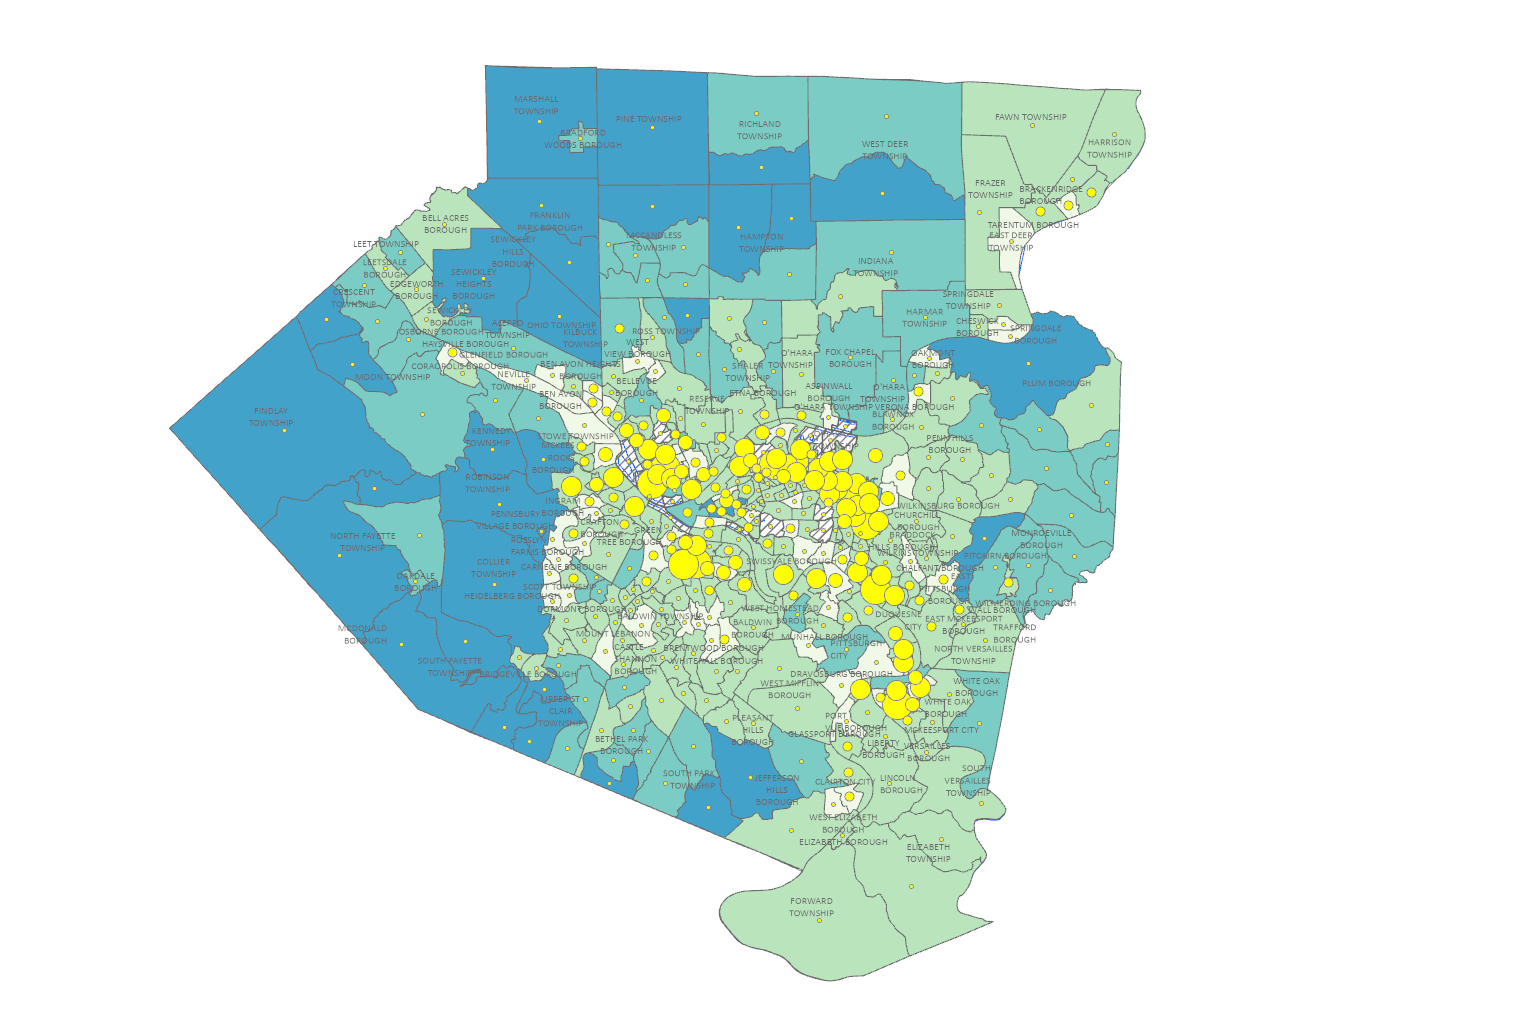 MARSHALL
TOWNSHIP
BRADFORD
WOODS BOROUGH
PINE TOWNSHIP
RICHLAND
TOWNSHIP
WEST DEER
TOWNSHIP
FAWN TOWNSHIP
HARRISON
TOWNSHIP
FRAZER
TOWNSHIP
BRACKENRIDGE
BOROUGH
TARENTUM BOROUGH
EAST DEER
TOWNSHIP
BELL ACRES
BOROUGH
FRANKLIN
PARK BOROUGH
LEET TOWNSHIP
SEWICKLEY
HILLS
BOROUGH
MCCANDLESS
TOWNSHIP
HAMPTON
TOWNSHIP
INDIANA
TOWNSHIP
LEETSDALE
BOROUGH
SEWICKLEY
HEIGHTS
BOROUGH
EDGEWORTH
BOROUGH
CRESCENT
TOWNSHIP
SPRINGDALE
TOWNSHIP
SEWICKLEY
BOROUGH
HARMAR
TOWNSHIP
CHESWICK
BOROUGH
SPRINGDALE
BOROUGH
OSBORNE BOROUGH
ALEPPO
TOWNSHIP
OHIO TOWNSHIP
KILBUCK
TOWNSHIP
ROSS TOWNSHIP
HAYSVILLE BOROUGH
GLENFIELD BOROUGH
WEST
VIEW BOROUGH
CORAOPOLIS BOROUGH
BEN AVON HEIGHTS
BOROUGH
O'HARA
TOWNSHIP
FOX CHAPEL
BOROUGH
OAKMONT
BOROUGH
MOON TOWNSHIP
NEVILLE
TOWNSHIP
SHALER
TOWNSHIP
BELLEVUE
BOROUGH
PLUM BOROUGH
BEN AVON
BOROUGH
ETNA BOROUGH
ASPINWALL
BOROUGH
O'HARA
TOWNSHIP
RESERVE
TOWNSHIP
O'HARA TOWNSHIP
VERONA BOROUGH
BLAWNOX
BOROUGH
FINDLAY
TOWNSHIP
KENNEDY
TOWNSHIP
STOWE TOWNSHIP
MCKEES
ROCKS
BOROUGH
TOWNSHIP
PENN HILLS
ROBINSON
TOWNSHIP
INGRAM
BOROUGH
WILKINSBURG BOROUGH
PENNSBURY
VILLAGE BOROUGH
CRAFTON
BOROUGH
CHURCHILL
BOROUGH
GREEN
TREE BOROUGH
BRADDOCK
HILLS BOROUGH
MONROEVILLE
BOROUGH
NORTH FAYETTE
TOWNSHIP
ROSSLYN
FARMS BOROUGH
WILKINS TOWNSHIP
PITCAIRN BOROUGH
COLLIER
TOWNSHIP
CARNEGIE BOROUGH
SWISSVALE BOROUGH
CHALFANT BOROUGH
OAKDALE
BOROUGH
SCOTT TOWNSHIP
EAST
PITTSBURGH
BOROUGH
HEIDELBERG BOROUGH
WILMERDING BOROUGH
DORMONT BOROUGH
WEST HOMESTEAD
BOROUGH
WALL BOROUGH
BALDWIN TOWNSHIP
BALDWIN
BOROUGH
DUQUESNE
CITY
EAST MCKEESPORT
BOROUGH
TRAFFORD
BOROUGH
MCDONALD
BOROUGH
MOUNT LEBANON
MUNHALL BOROUGH
PITTSBURGH
CITY
CASTLE
SHANNON
BOROUGH
BRENTWOOD BOROUGH
WHITEHALL BOROUGH
NORTH VERSAILLES
TOWNSHIP
SOUTH FAYETTE
TOWNSHIP
BRIDGEVILLE BOROUGH
DRAVOSBURG BOROUGH
WHITE OAK
BOROUGH
WEST MIFFLIN
BOROUGH
UPPER ST
CLAIR
TOWNSHIP
WHITE OAK
BOROUGH
PLEASANT
HILLS
BOROUGH
PORT
VUE BOROUGH
MCKEESPORT CITY
GLASSPORT BOROUGH
BETHEL PARK
BOROUGH
LIBERTY
BOROUGH
VERSAILLES
BOROUGH
SOUTH PARK
TOWNSHIP
JEFFERSON
HILLS
BOROUGH
CLAIRTON CITY
LINCOLN
BOROUGH
SOUTH
VERSAILLES
TOWNSHIP
WEST ELIZABETH
BOROUGH
ELIZABETH BOROUGH
ELIZABETH
TOWNSHIP
FORWARD
TOWNSHIP